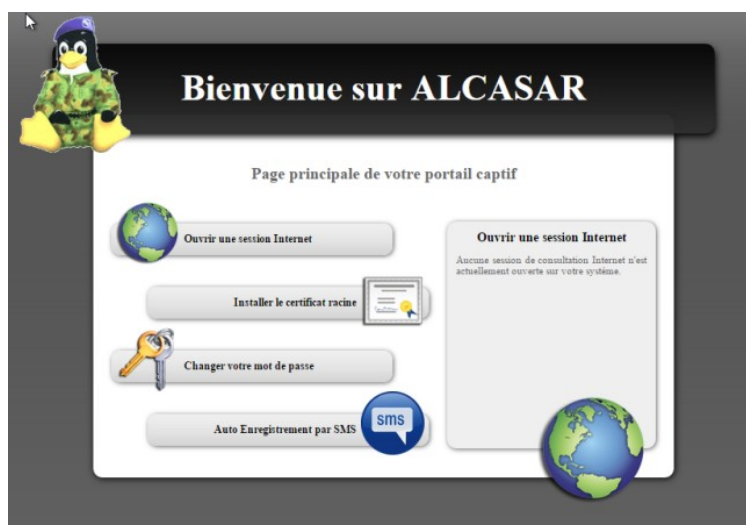 Bienvenue sur ALCASAR
Page principale de votre portail captif
Ouvrir une session Internet
Installer le certificat racine
Changer votre mot de passe
Auto Enregistrement par SMS
sms
Ouvrir une session Internet
Aucune session de consultation Internet n'est
actuellement ouverte sur votre système.